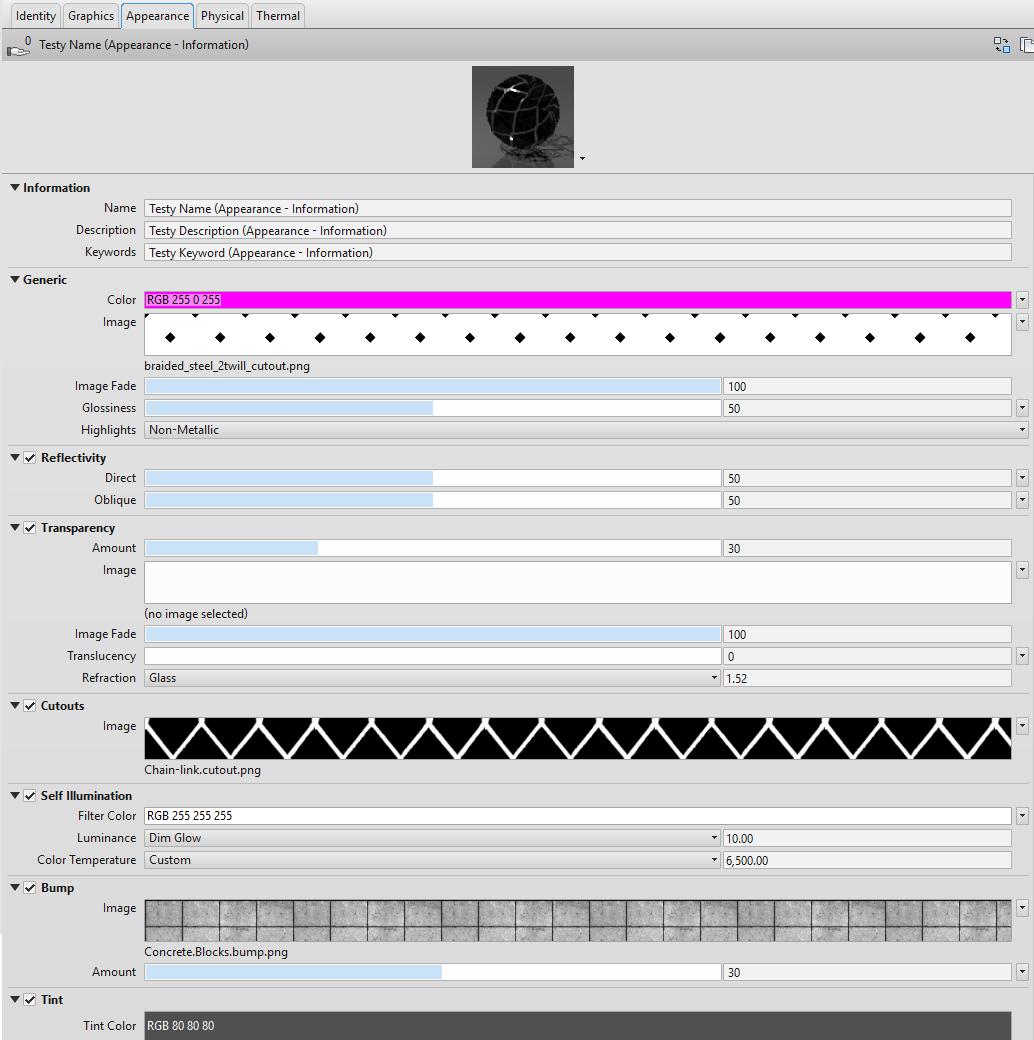 Identity Graphics Appearance Physical Thermal
0 Testy Name (Appearance - Information)
Information
Name Testy Name (Appearance - Information)
Description Testy Description (Appearance - Information)
Keywords Testy Keyword (Appearance - Information)
Generic
Color RGB 255 0 255
Image
braided_steel_2twill_cutout.png
Image Fade 100
Glossiness 50
Highlights Non-Metallic
Reflectivity
Direct 50
Oblique 50
Transparency
Amount 30
Image
(no image selected)
Image Fade 100
Translucency 0
Refraction Glass 1.52
Cutouts
Image
Chain-link.cutout.png
Self Illumination
Filter Color RGB 255 255 255
Luminance Dim Glow 10.00
Color Temperature Custom 6,500.00
Bump
Image
Concrete.Blocks.bump.png
Amount 30
Tint
Tint Color RGB 80 80 80